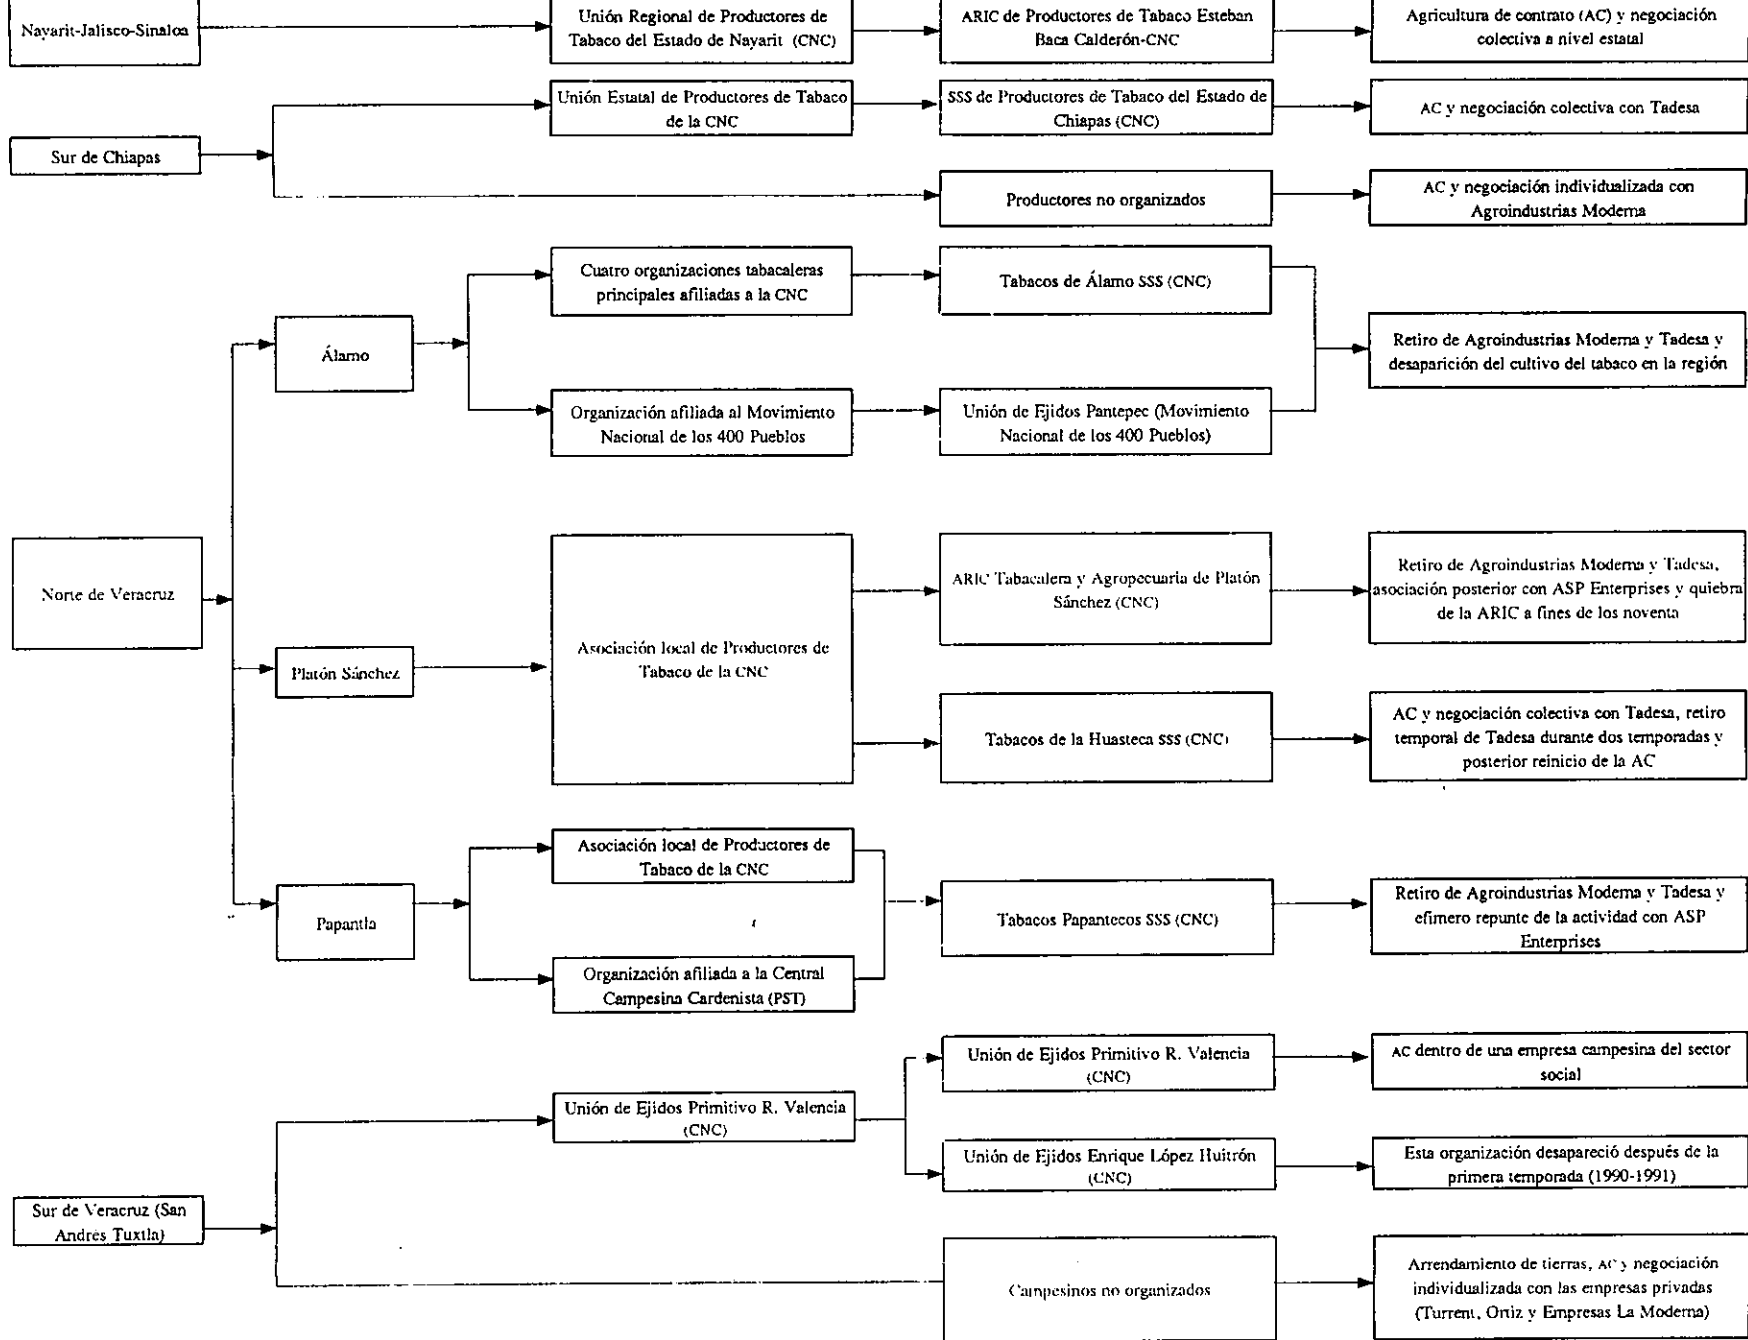 Nayarit-Jalisco-Sinaloa
Unión Regional de Productores de
Tabaco del Estado de Nayarit (CNC)
ARIC de Productores de Tabaco Esteban
Baca Calderón-CNC
Agricultura de contrato (AC) y negociación
colectiva a nivel estatal
Sur de Chiapas
Unión Estatal de Productores de Tabaco
de la CNC
SSS de Productores de Tabaco del Estado de
Chiapas (CNC)
AC y negociación colectiva con Tadesa
Productores no organizados
AC y negociación individualizada con
Agroindustrias Moderna
Norte de Veracruz
Álamo
Cuatro organizaciones tabacaleras
principales afiliadas a la CNC
Tabacos de Álamo SSS (CNC)
Organización afiliada al Movimiento
Nacional de los 400 Pueblos
Unión de Ejidos Pantepec (Movimiento
Nacional de los 400 Pueblos)
Retiro de Agroindustrias Moderna y Tadesa y
desaparición del cultivo del tabaco en la región
Platón Sánchez
Asociación local de Productores de
Tabaco de la CNC
ARIC Tabacalera y Agropecuaria de Platón
Sánchez (CNC)
Retiro de Agroindustrias Moderna y Tadesa,
asociación posterior con ASP Enterprises y quiebra
de la ARIC a fines de los noventa
Tabacos de la Huasteca SSS (CNC)
AC y negociación colectiva con Tadesa, retiro
temporal de Tadesa durante dos temporadas y
posterior reinicio de la AC
Papantla
Asociación local de Productores de
Tabaco de la CNC
Organización afiliada a la Central
Campesina Cardenista (PST)
Tabacos Papantecos SSS (CNC)
Retiro de Agroindustrias Moderna y Tadesa y
efímero repunte de la actividad con ASP
Enterprises
Sur de Veracruz (San
Andrés Tuxtla)
Unión de Ejidos Primitivo R. Valencia
(CNC)
Unión de Ejidos Primitivo R. Valencia
(CNC)
AC dentro de una empresa campesina del sector
social
Unión de Ejidos Enrique López Huitrón
(CNC)
Esta organización desapareció después de la
primera temporada (1990-1991)
Campesinos no organizados
Arrendamiento de tierras, AC y negociación
individualizada con las empresas privadas
(Turrent, Ortiz y Empresas La Moderna)